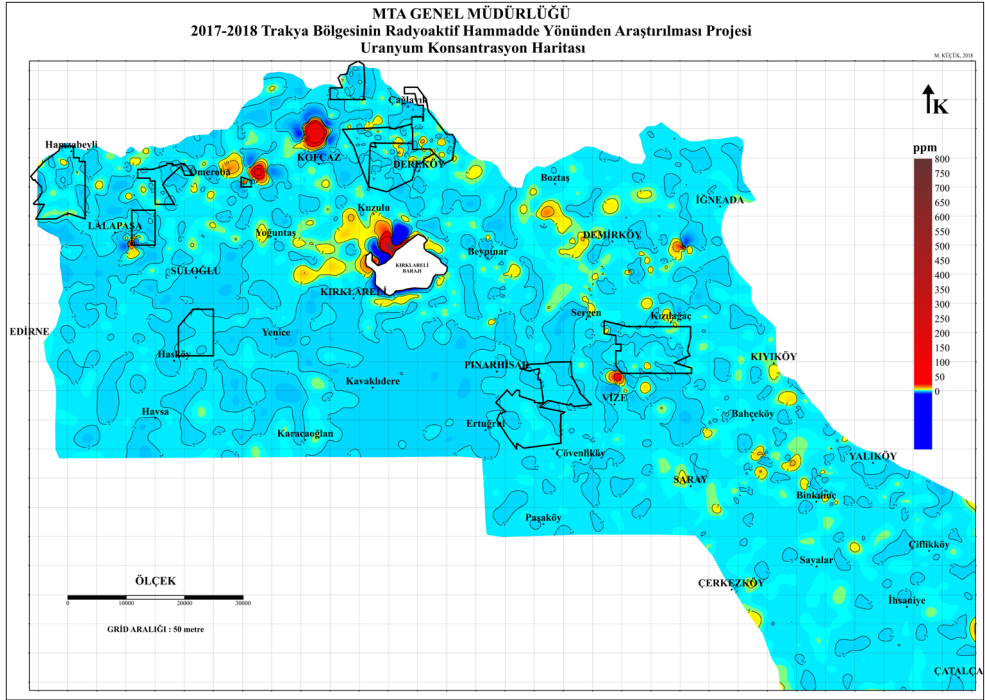 MTA GENEL MÜDÜRLÜĞÜ
2017-2018 Trakya Bölgesinin Radyoaktif Hammadde Yönünden Araştırılması Projesi
Uranyum Konsantrasyon Haritası
M. KÜÇÜK, 2018
K
Çağlayık
Hamzabeyli
KOFÇAZ
DEREKÖY
Ömeroba
Boztaş
İĞNEADA
Kuzulu
LALAPAŞA
Yoğuntaş
DEMİRKÖY
Beypınar
SÜLOĞLU
KIRKLARELİ
BARAJI
KIRKLARELİ
Sergen
Kızılağaç
EDİRNE
Yenice
Hasköy
KIYIKÖY
PINARHİSAR
Kavaklıdere
VİZE
Havsa
Bahçeköy
Ertuğrul
Karacaoğlan
Çövenliköy
YALIKÖY
SARAY
Binkılıç
Paşaköy
Çiftlikköy
Sayalar
ÇERKEZKÖY
İhsaniye
ÇATALCA
ppm
800
750
700
650
600
550
500
450
400
350
300
250
200
150
100
50
0
ÖLÇEK
0 10000 20000 30000
GRİD ARALIĞI : 50 metre